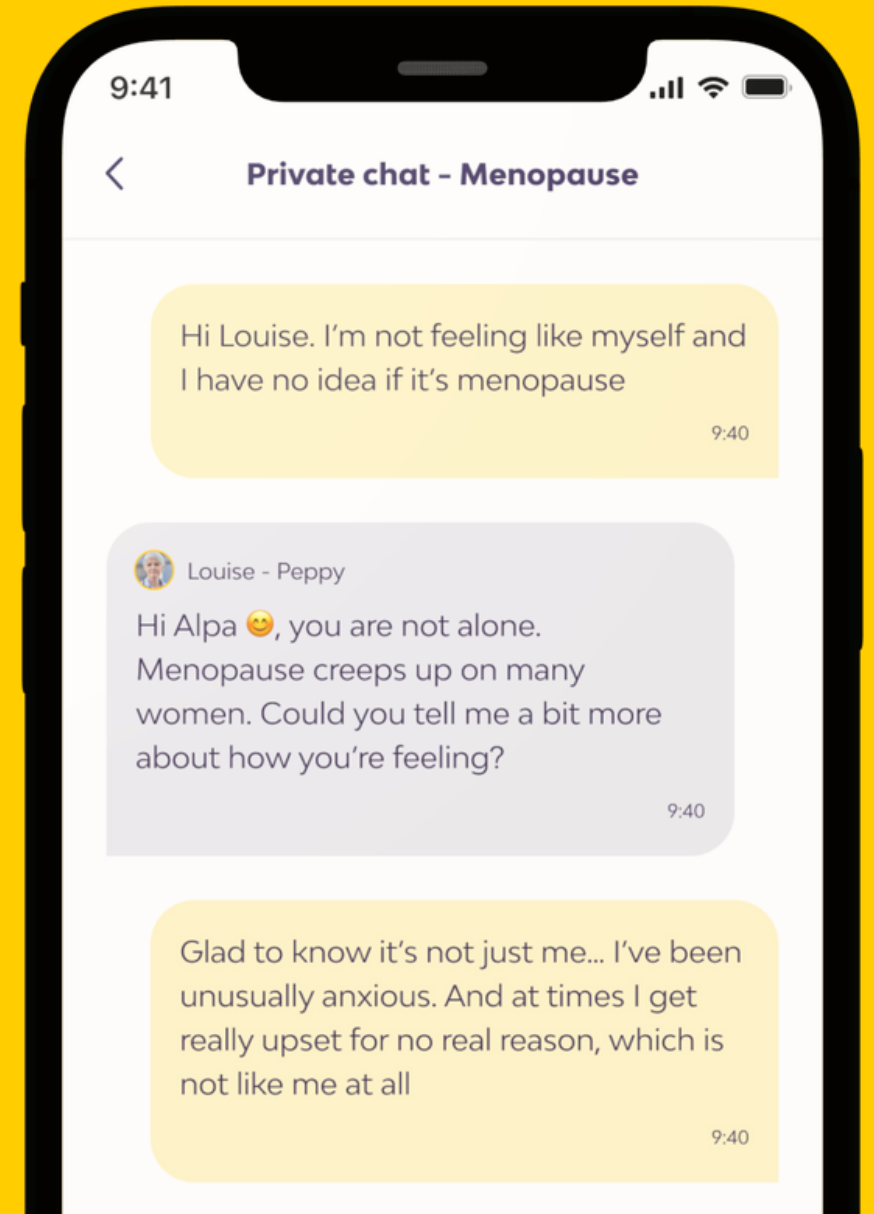 9:41
Private chat – Menopause
Hi Louise. I’m not feeling like myself and
I have no idea if it’s menopause
9:40
Louise - Peppy
Hi Alpa 😊, you are not alone.
Menopause creeps up on many
women. Could you tell me a bit more
about how you’re feeling?
9:40
Glad to know it’s not just me... I’ve been
unusually anxious. And at times I get
really upset for no real reason, which is
not like me at all
9:40